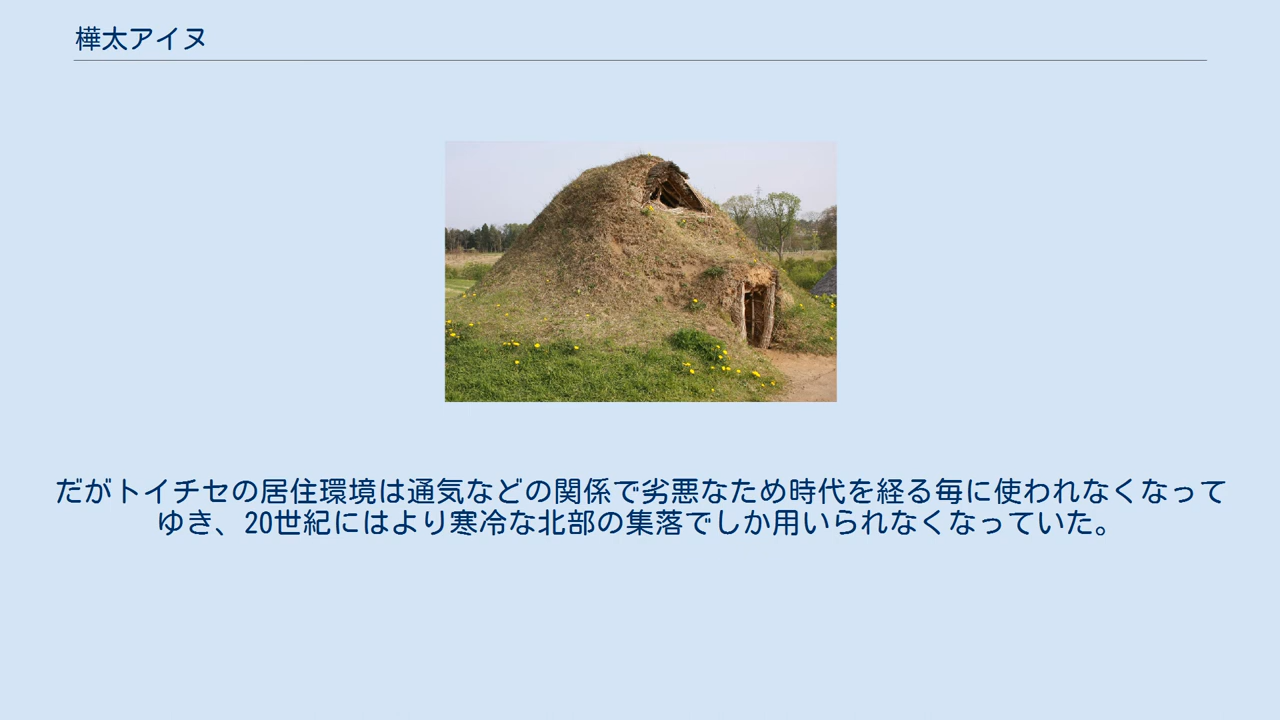 樺太アイヌ
だがトイチセの居住環境は通気などの関係で劣悪なため時代を経る毎に使われなくなって
ゆき、20世紀にはより寒冷な北部の集落でしか用いられなくなっていた。